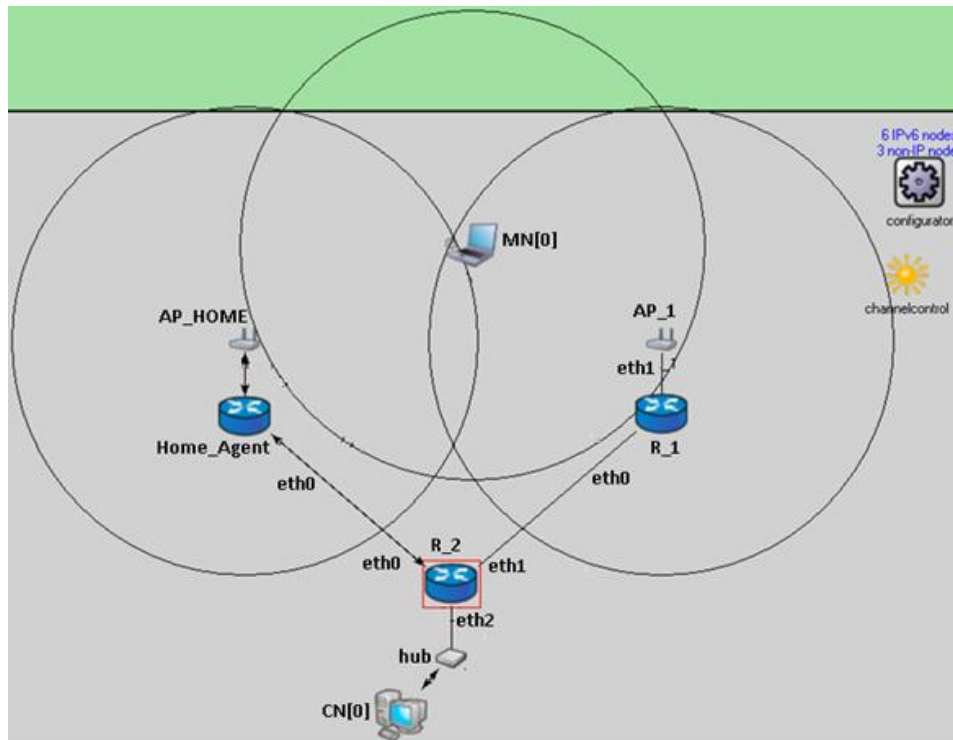 6 IPv6 nodes
3 non-IP node
configurator
MN[0]
channelcontrol
AP_HOME
AP_1
eth1
Home_Agent
R_1
eth0
eth0
R_2
eth0
eth1
eth2
hub
CN[0]